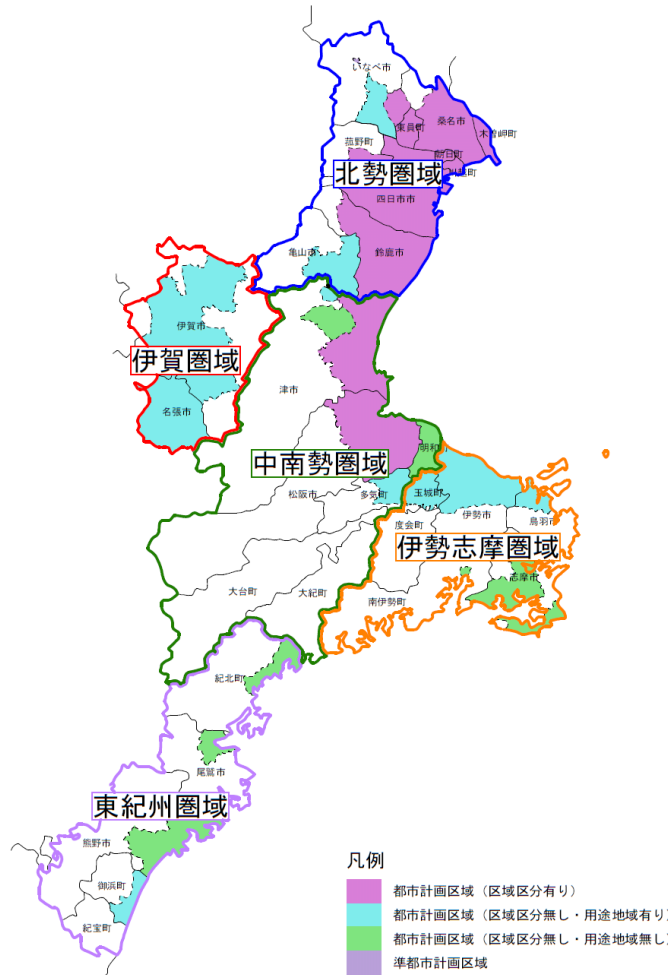 いなべ市
桑名市
東員町
木曽岬町
菰野町
朝日町
北勢圏域
四日市市
亀山市
鈴鹿市
伊賀市
伊賀圏域
名張市
津市
中南勢圏域
明和町
松阪市
多気町
玉城町
伊勢市
鳥羽市
度会町
伊勢志摩圏域
志摩市
大台町
大紀町
南伊勢町
紀北町
尾鷲市
東紀州圏域
熊野市
御浜町
紀宝町
凡例
都市計画区域（区域区分有り）
都市計画区域（区域区分無し・用途地域有り）
都市計画区域（区域区分無し・用途地域無し）
準都市計画区域